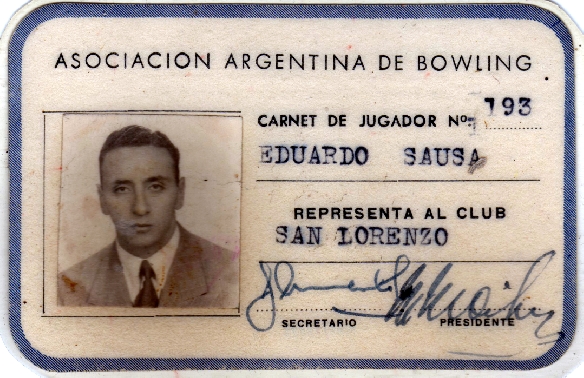 ASOCIACION ARGENTINA DE BOWLING
CARNET DE JUGADOR Nº 193
EDUARDO SAUSA
REPRESENTA AL CLUB
SAN LORENZO
SECRETARIO PRESIDENTE